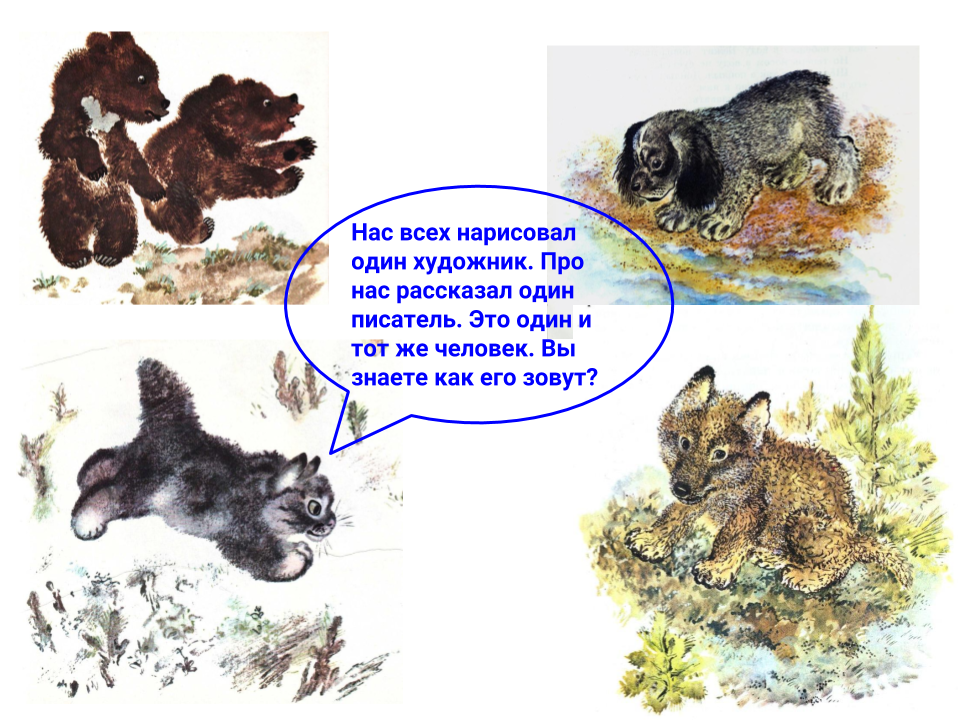 Нас всех нарисовал
один художник. Про
нас рассказал один
писатель. Это один и
тот же человек. Вы
знаете как его зовут?